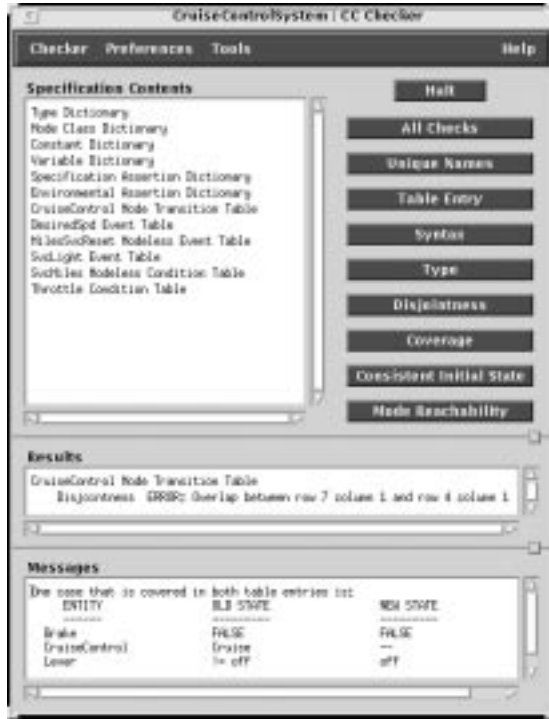 CruiseControlSystem | CC Checker
Checker Preferences Tools Help
Specification Contents
Type Dictionary
Mode Class Dictionary
Constant Dictionary
Variable Dictionary
Specification Assertion Dictionary
Environmental Assertion Dictionary
CruiseControl Mode Transition Table
DesiredSpd Event Table
MilesSvcReset Modeless Event Table
SvcLight Event Table
SvcMiles Modeless Condition Table
Throttle Condition Table
Halt
All Checks
Unique Names
Table Entry
Syntax
Type
Disjointness
Coverage
Consistent Initial State
Mode Reachability
Results
CruiseControl Mode Transition Table
Disjointness ERROR: Overlap between row 7 column 1 and row column 1
Messages
One case that is covered in both table entries is:
ENTITY OLD STATE NEW STATE
------ --------- ---------
Brake FALSE FALSE
CruiseControl Cruise --
Lever != off off